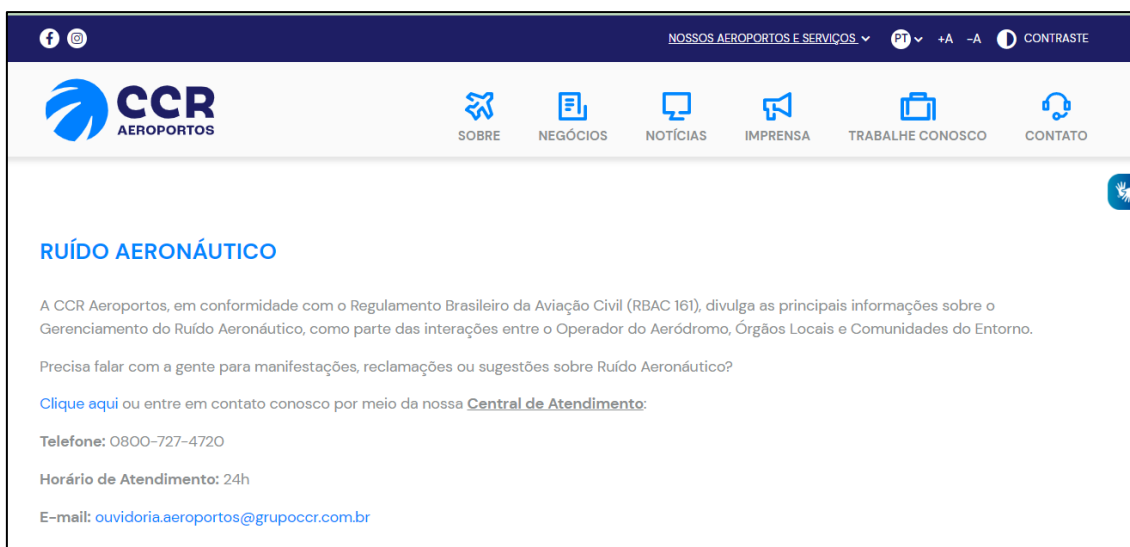 NOSSOS AEROPORTOS E SERVIÇOS PT +A -A CONTRASTE
CCR
AEROPORTOS
SOBRE NEGÓCIOS NOTÍCIAS IMPRENSA TRABALHE CONOSCO CONTATO
RUÍDO AERONÁUTICO
A CCR Aeroportos, em conformidade com o Regulamento Brasileiro da Aviação Civil (RBAC 161), divulga as principais informações sobre o
Gerenciamento do Ruído Aeronáutico, como parte das interações entre o Operador do Aeródromo, Órgãos Locais e Comunidades do Entorno.
Precisa falar com a gente para manifestações, reclamações ou sugestões sobre Ruído Aeronáutico?
Clique aqui ou entre em contato conosco por meio da nossa Central de Atendimento:
Telefone: 0800-727-4720
Horário de Atendimento: 24h
E-mail: ouvidoria.aeroportos@grupoccr.com.br